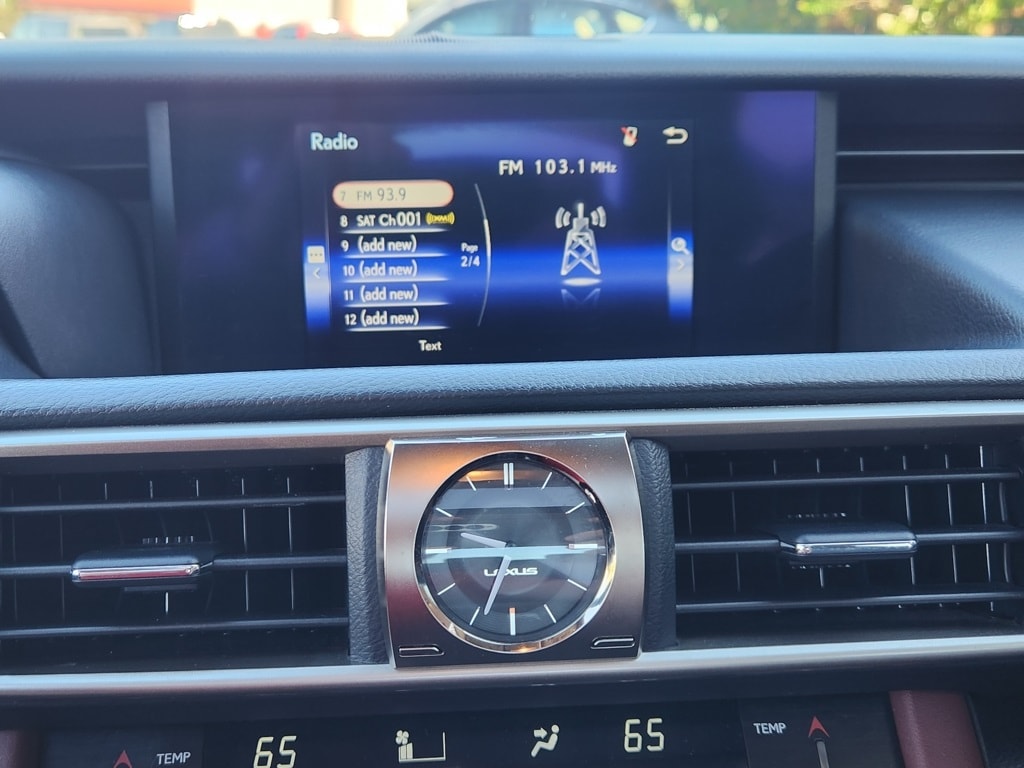 Radio
FM 103.1 MHz
7 FM 93.9
8 SAT Ch001 ((XM))
9 (add new)
10 (add new)
11 (add new)
12 (add new)
Page
2/4
Text
LEXUS
TEMP 65
65 TEMP